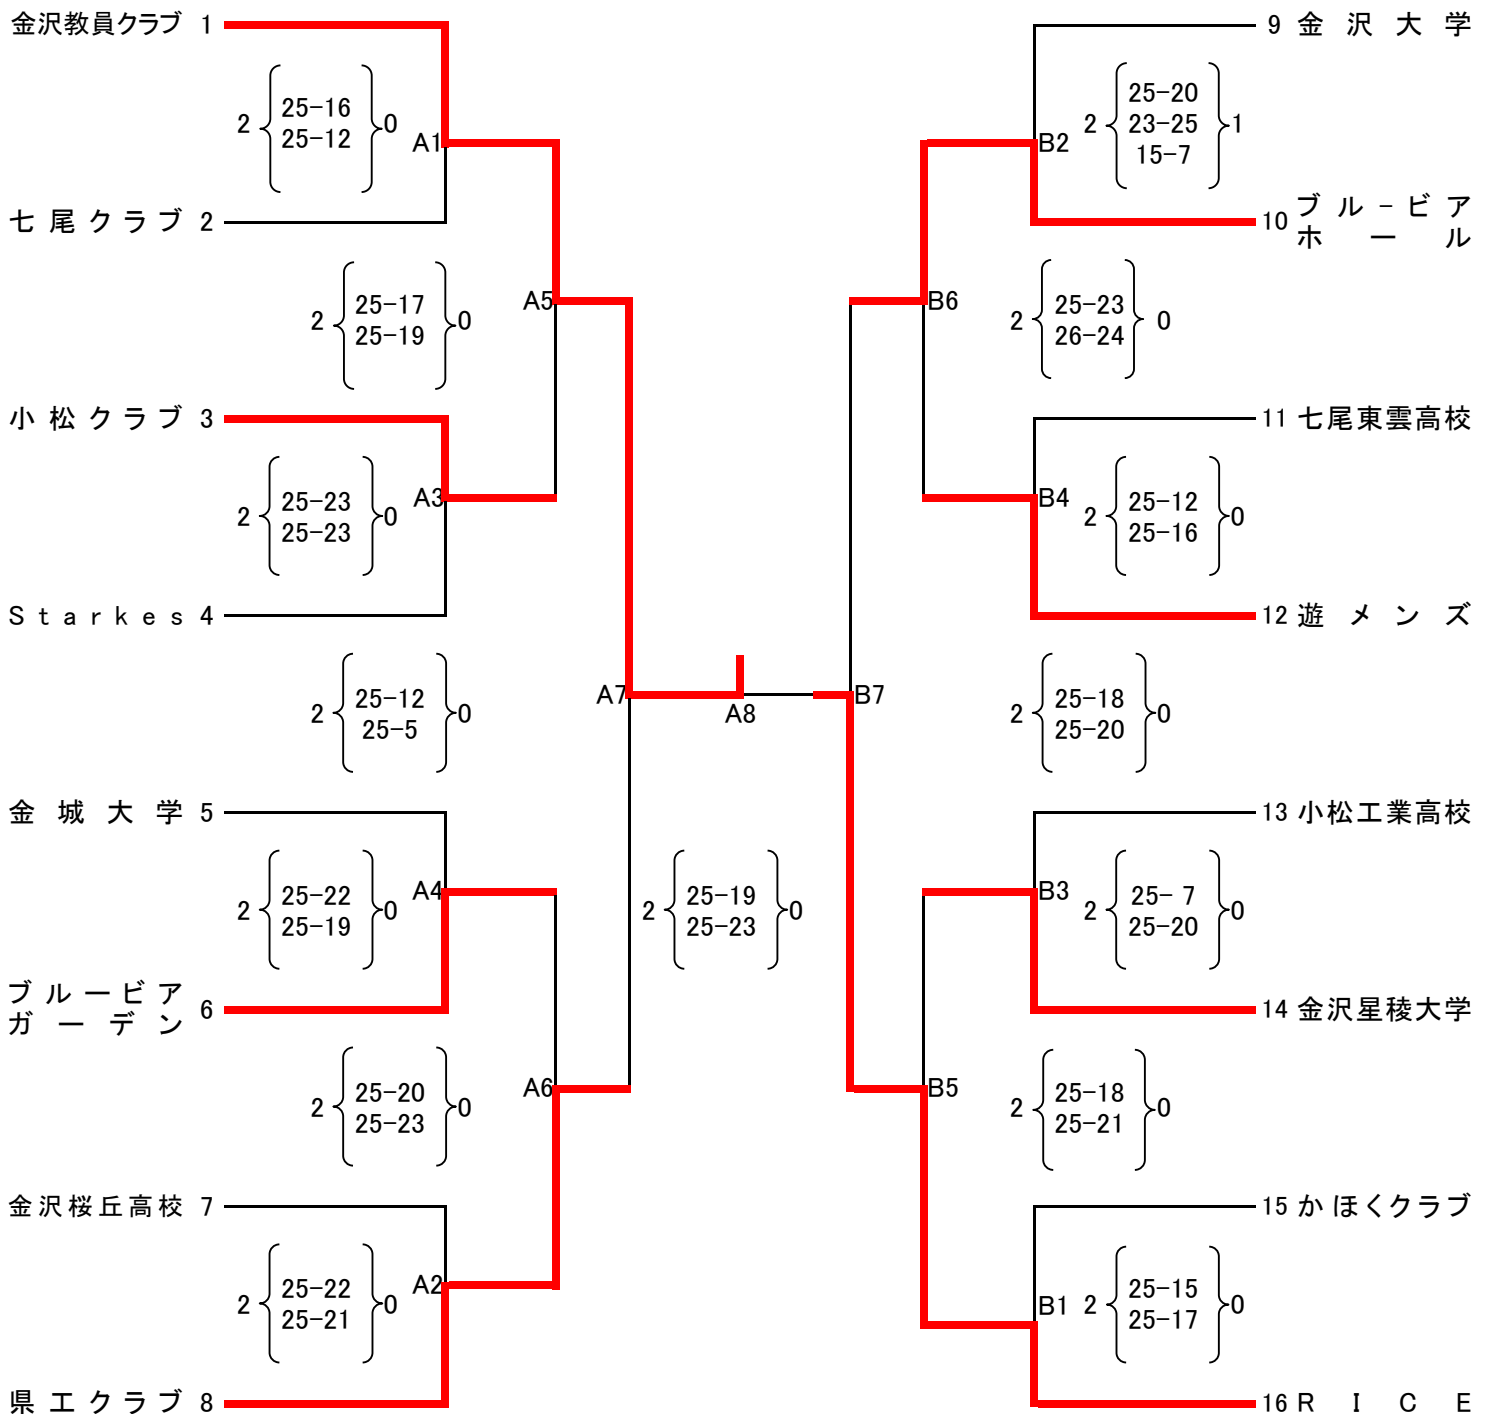 金沢教員クラブ 1
2 25-16 0
25-12
A1
七尾クラブ 2
2 25-17 0
25-19
A5
小松クラブ 3
2 25-23 0
25-23
A3
Starkes 4
2 25-12 0
25-5
A7
A8
金城大学 5
2 25-22 0
25-19
A4
2 25-19 0
25-23
ブルービア
ガーデン 6
2 25-20 0
25-23
A6
金沢桜丘高校 7
2 25-22 0
25-21
A2
県工クラブ 8
9 金沢大学
B2
25-20
2 23-25 1
15-7
10 ブル-ビア
ホール
B6
2 25-23 0
26-24
11 七尾東雲高校
B4
2 25-12 0
25-16
12 遊メンズ
B7
2 25-18 0
25-20
13 小松工業高校
B3
2 25- 7 0
25-20
14 金沢星稜大学
B5
2 25-18 0
25-21
15 かほくクラブ
B1
2 25-15 0
25-17
16 RICE